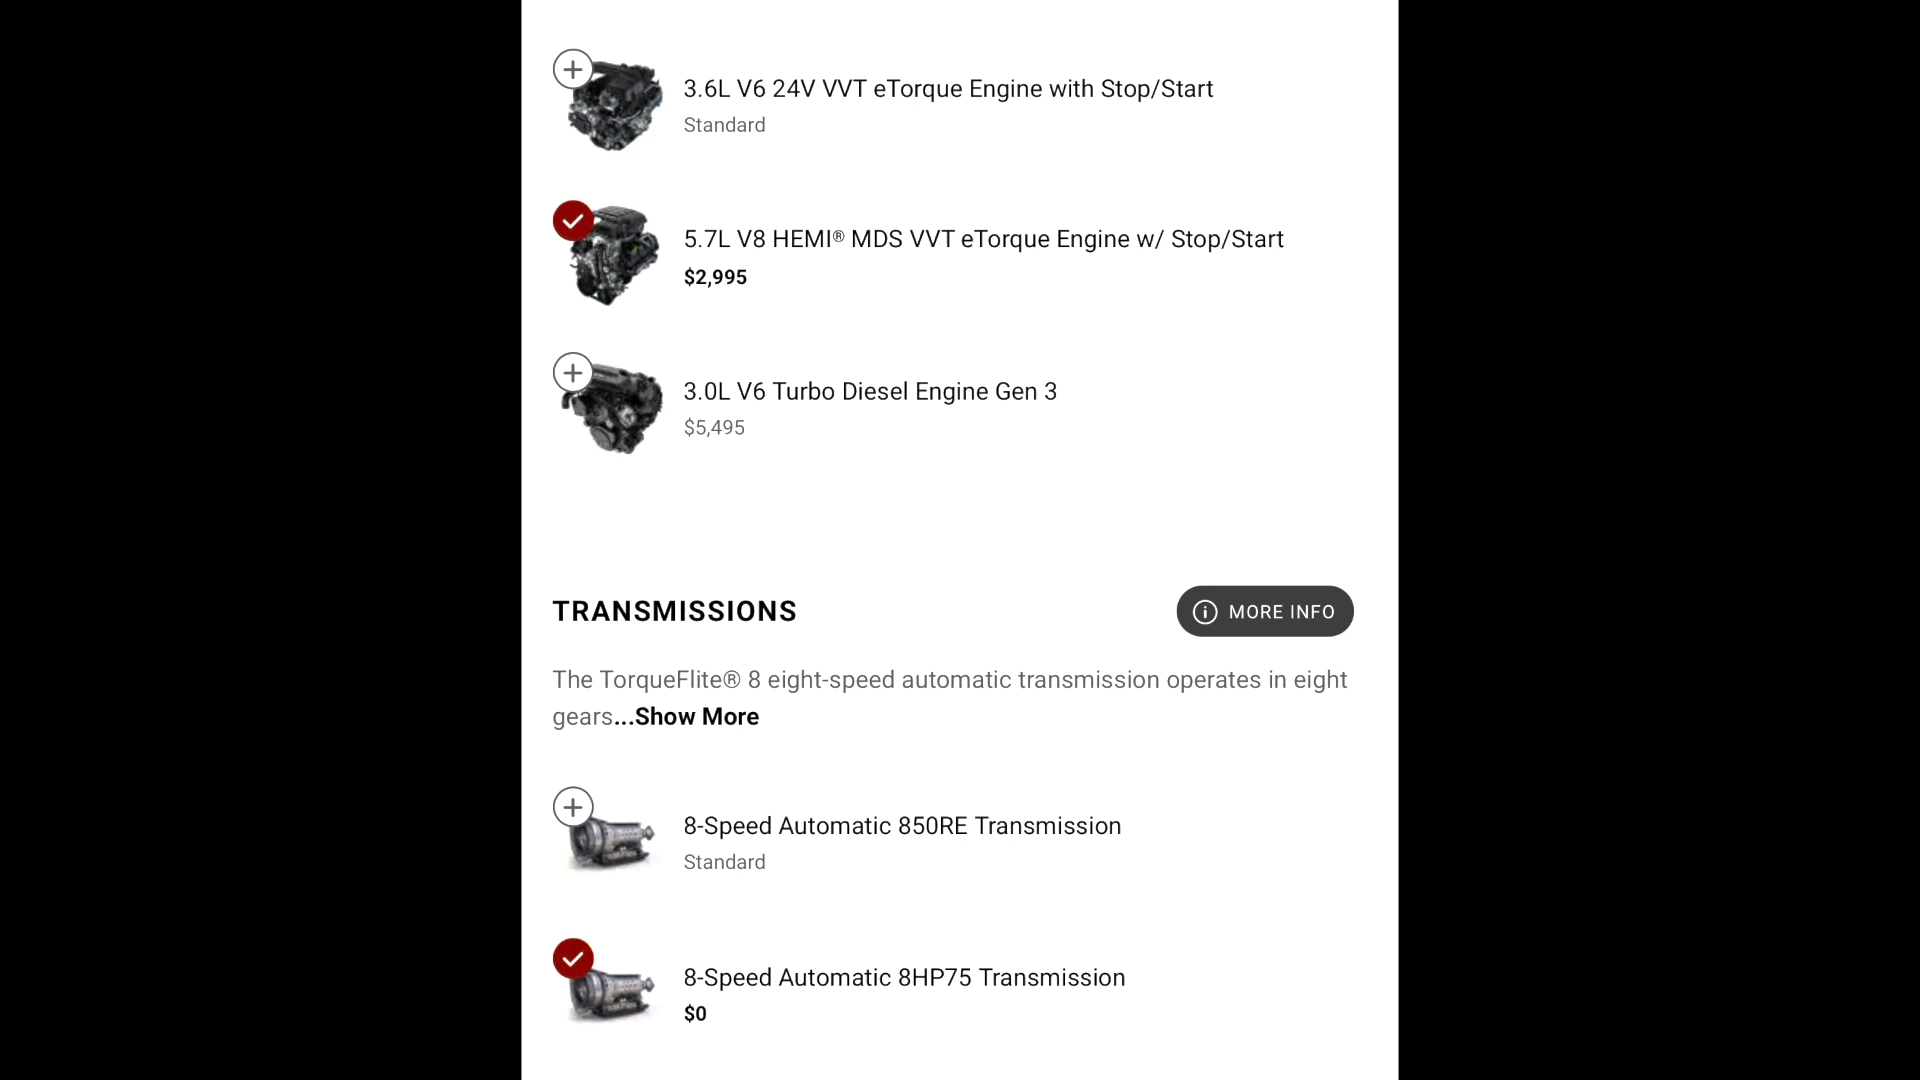 3.6L V6 24V VVT eTorque Engine with Stop/Start
Standard
5.7L V8 HEMI® MDS VVT eTorque Engine w/ Stop/Start
$2,995
3.0L V6 Turbo Diesel Engine Gen 3
$5,495
TRANSMISSIONS
MORE INFO
The TorqueFlite® 8 eight-speed automatic transmission operates in eight
gears...Show More
8-Speed Automatic 850RE Transmission
Standard
8-Speed Automatic 8HP75 Transmission
$0